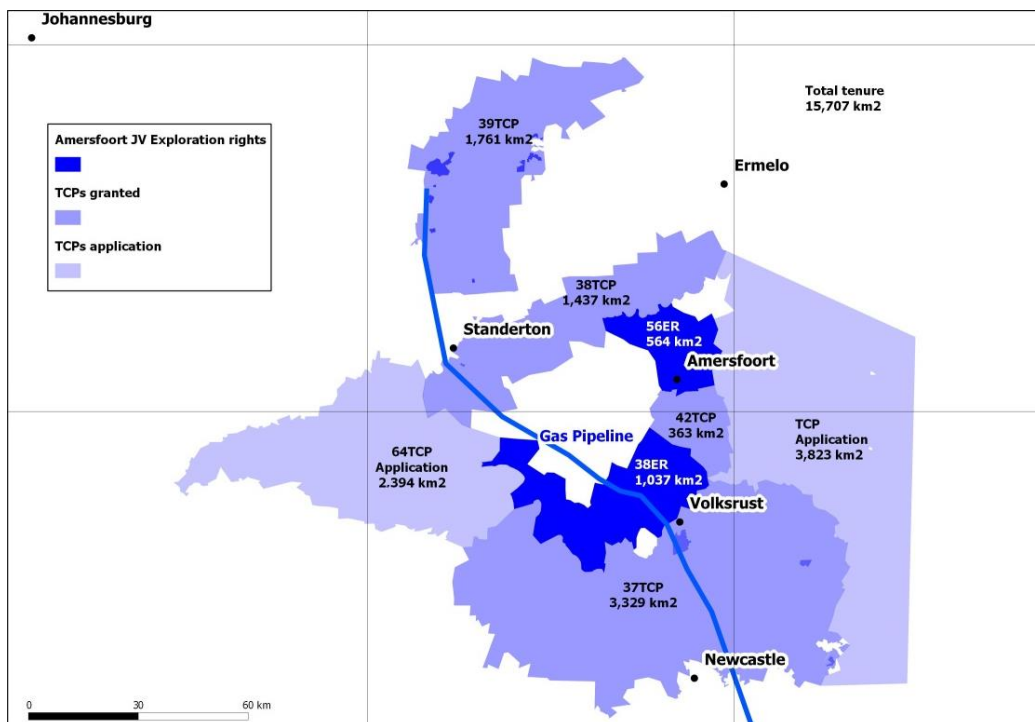 Johannesburg
Total tenure
15,707 km2
39TCP
1,761 km2
Amersfoort JV Exploration rights
TCPs granted
TCPs application
Ermelo
38TCP
1,437 km2
Standerton
56ER
564 km2
Amersfoort
42TCP
363 km2
TCP
Application
3,823 km2
Gas Pipeline
64TCP
Application
2.394 km2
38ER
1,037 km2
Volksrust
37TCP
3,329 km2
Newcastle
0
30
60 km